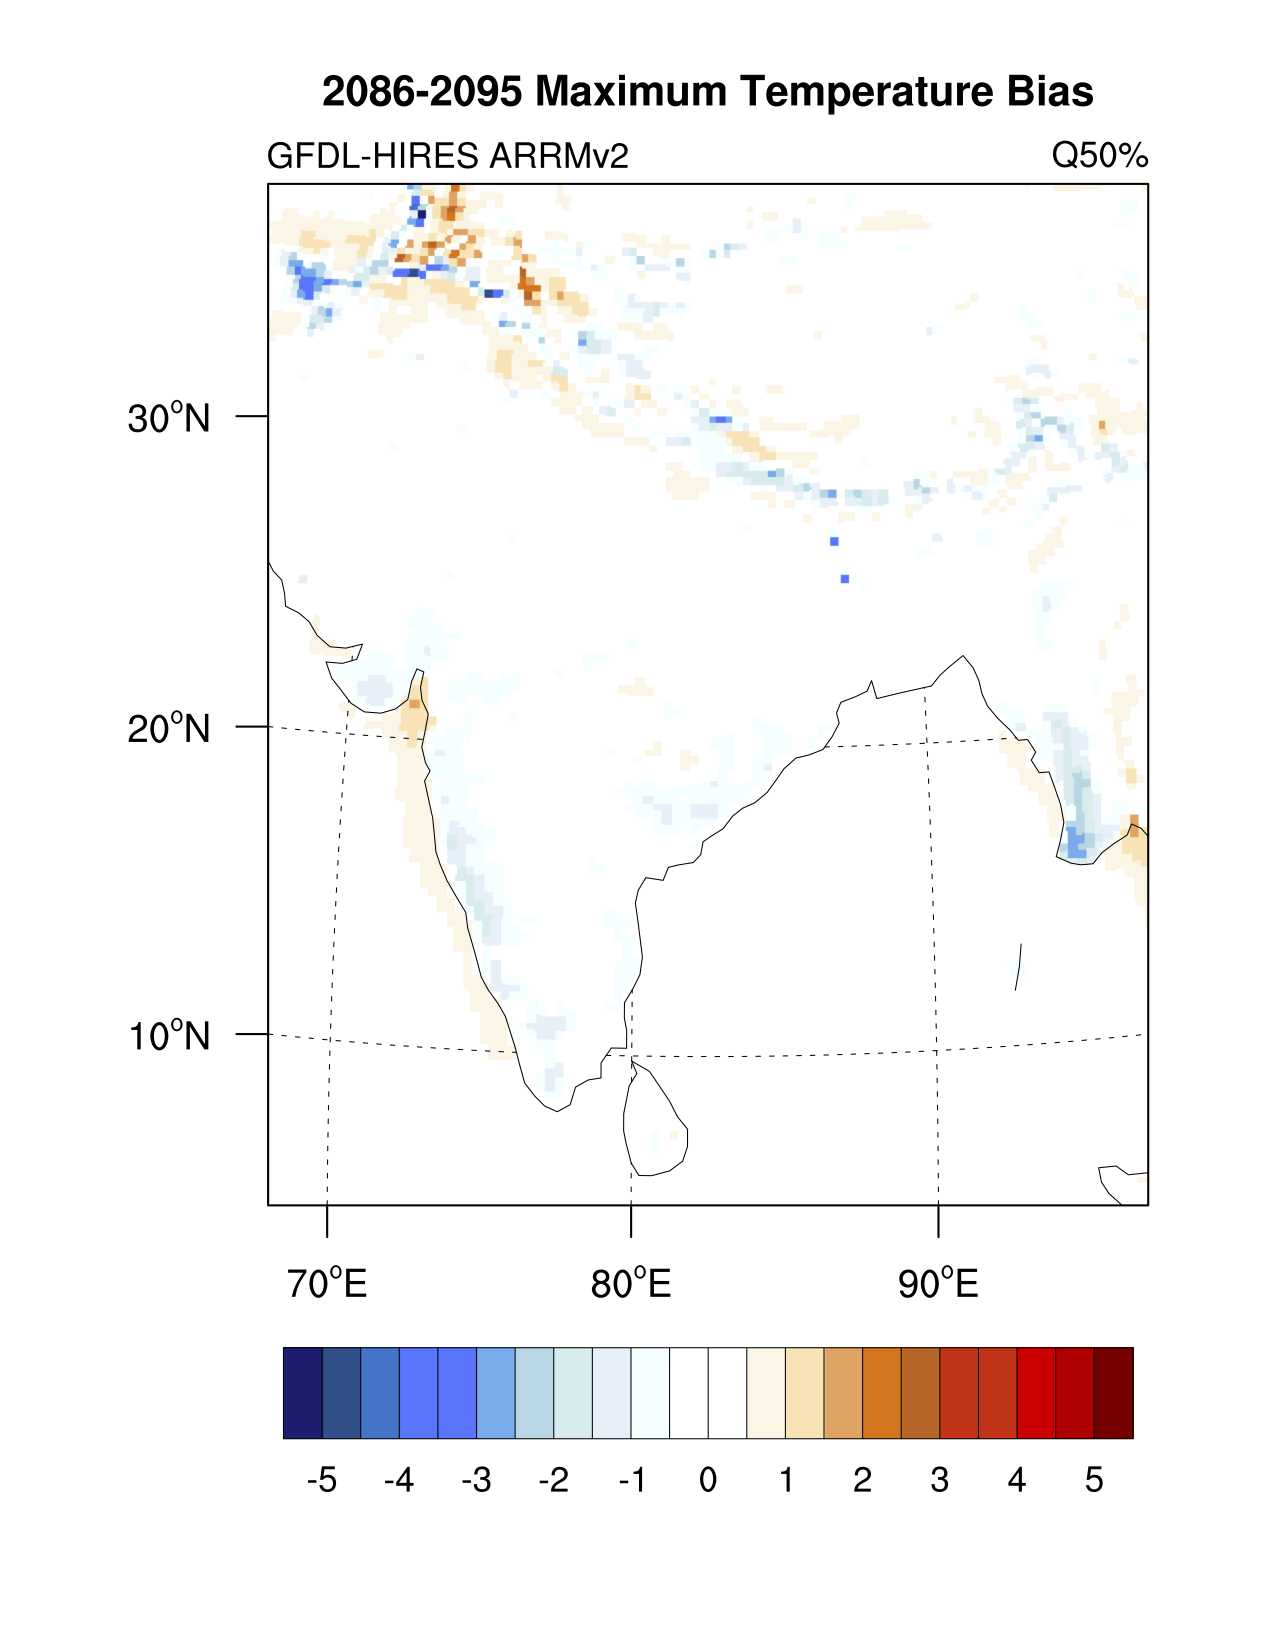 2086-2095 Maximum Temperature Bias
GFDL-HIRES ARRMv2 Q50%
30°N
20°N
10°N
70°E 80°E 90°E
-5 -4 -3 -2 -1 0 1 2 3 4 5